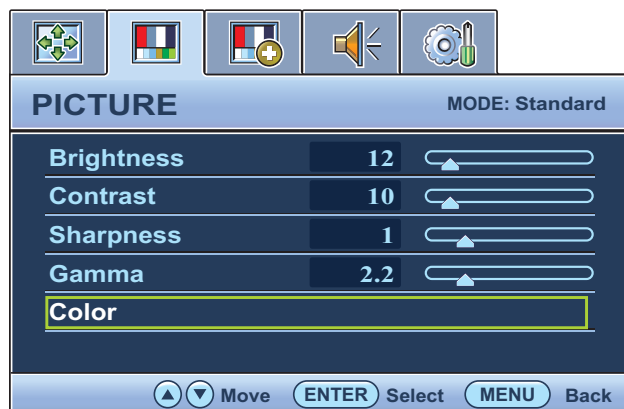 PICTURE MODE: Standard
Brightness 12
Contrast 10
Sharpness 1
Gamma 2.2
Color
Move ENTER Select MENU Back